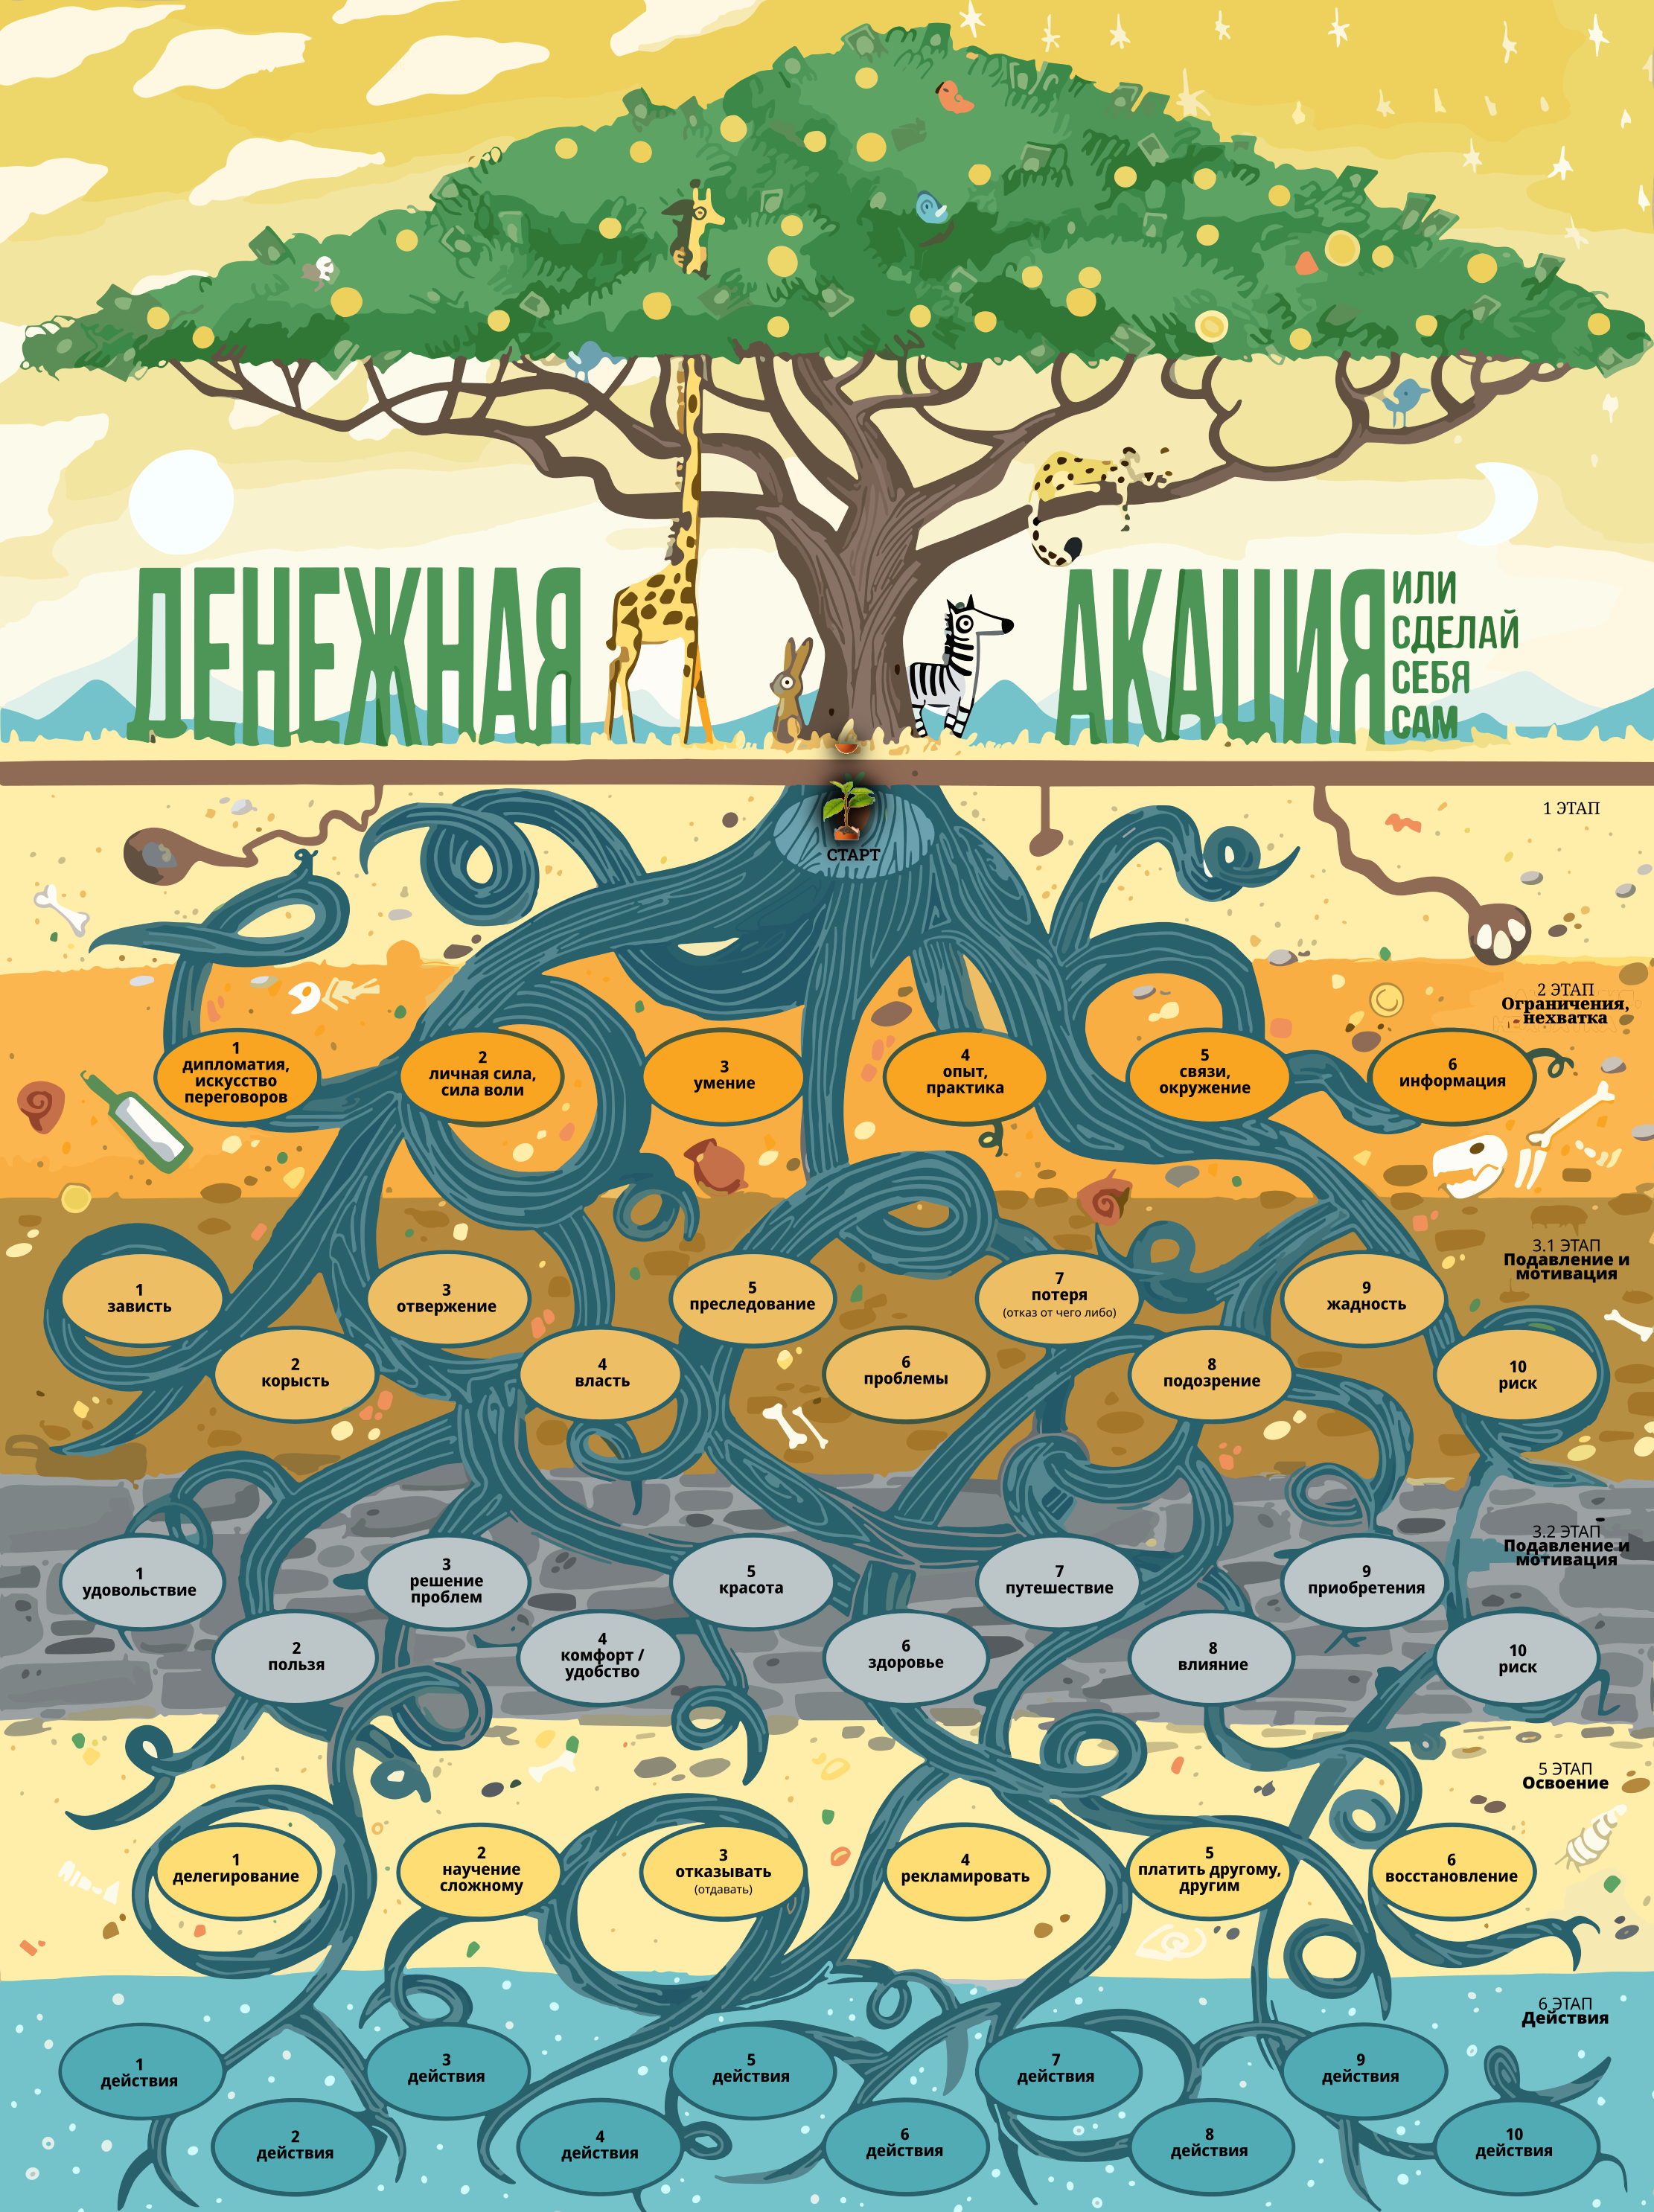 ДЕНЕЖНАЯ
АКАЦИЯ
ИЛИ
СДЕЛАЙ
СЕБЯ
САМ
1 ЭТАП
СТАРТ
2 ЭТАП
Ограничения,
нехватка
1
дипломатия,
искусство
переговоров
2
личная сила,
сила воли
3
умение
4
опыт,
практика
5
связи,
окружение
6
информация
3.1 ЭТАП
Подавление и
мотивация
1
зависть
3
отвержение
5
преследование
7
потеря
(отказ от чего либо)
9
жадность
2
корысть
4
власть
6
проблемы
8
подозрение
10
риск
3.2 ЭТАП
Подавление и
мотивация
1
удовольствие
3
решение
проблем
5
красота
7
путешествие
9
приобретения
2
польза
4
комфорт /
удобство
6
здоровье
8
влияние
10
риск
5 ЭТАП
Освоение
1
делегирование
2
научение
сложному
3
отказывать
(отдавать)
4
рекламировать
5
платить другому,
другим
6
восстановление
6 ЭТАП
Действия
1
действия
3
действия
5
действия
7
действия
9
действия
2
действия
4
действия
6
действия
8
действия
10
действия